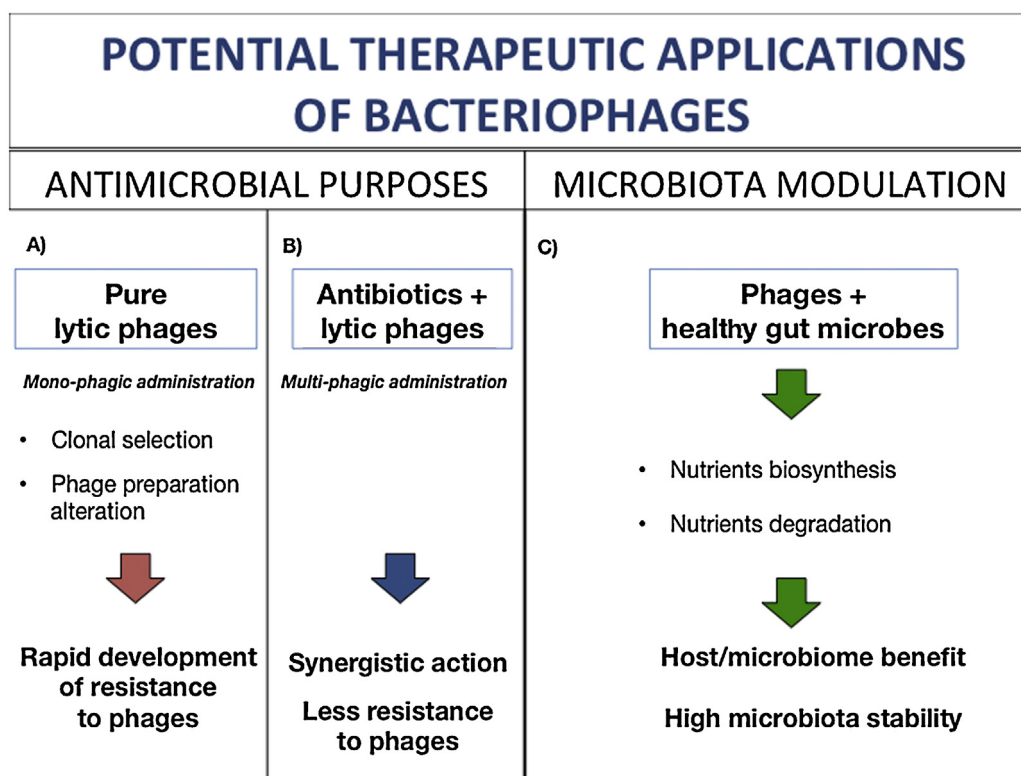 POTENTIAL THERAPEUTIC APPLICATIONS
OF BACTERIOPHAGES
ANTIMICROBIAL PURPOSES
MICROBIOTA MODULATION
A)
Pure
lytic phages
Mono-phagic administration
• Clonal selection
• Phage preparation
alteration
Rapid development
of resistance
to phages
B)
Antibiotics +
lytic phages
Multi-phagic administration
Synergistic action
Less resistance
to phages
C)
Phages +
healthy gut microbes
• Nutrients biosynthesis
• Nutrients degradation
Host/microbiome benefit
High microbiota stability